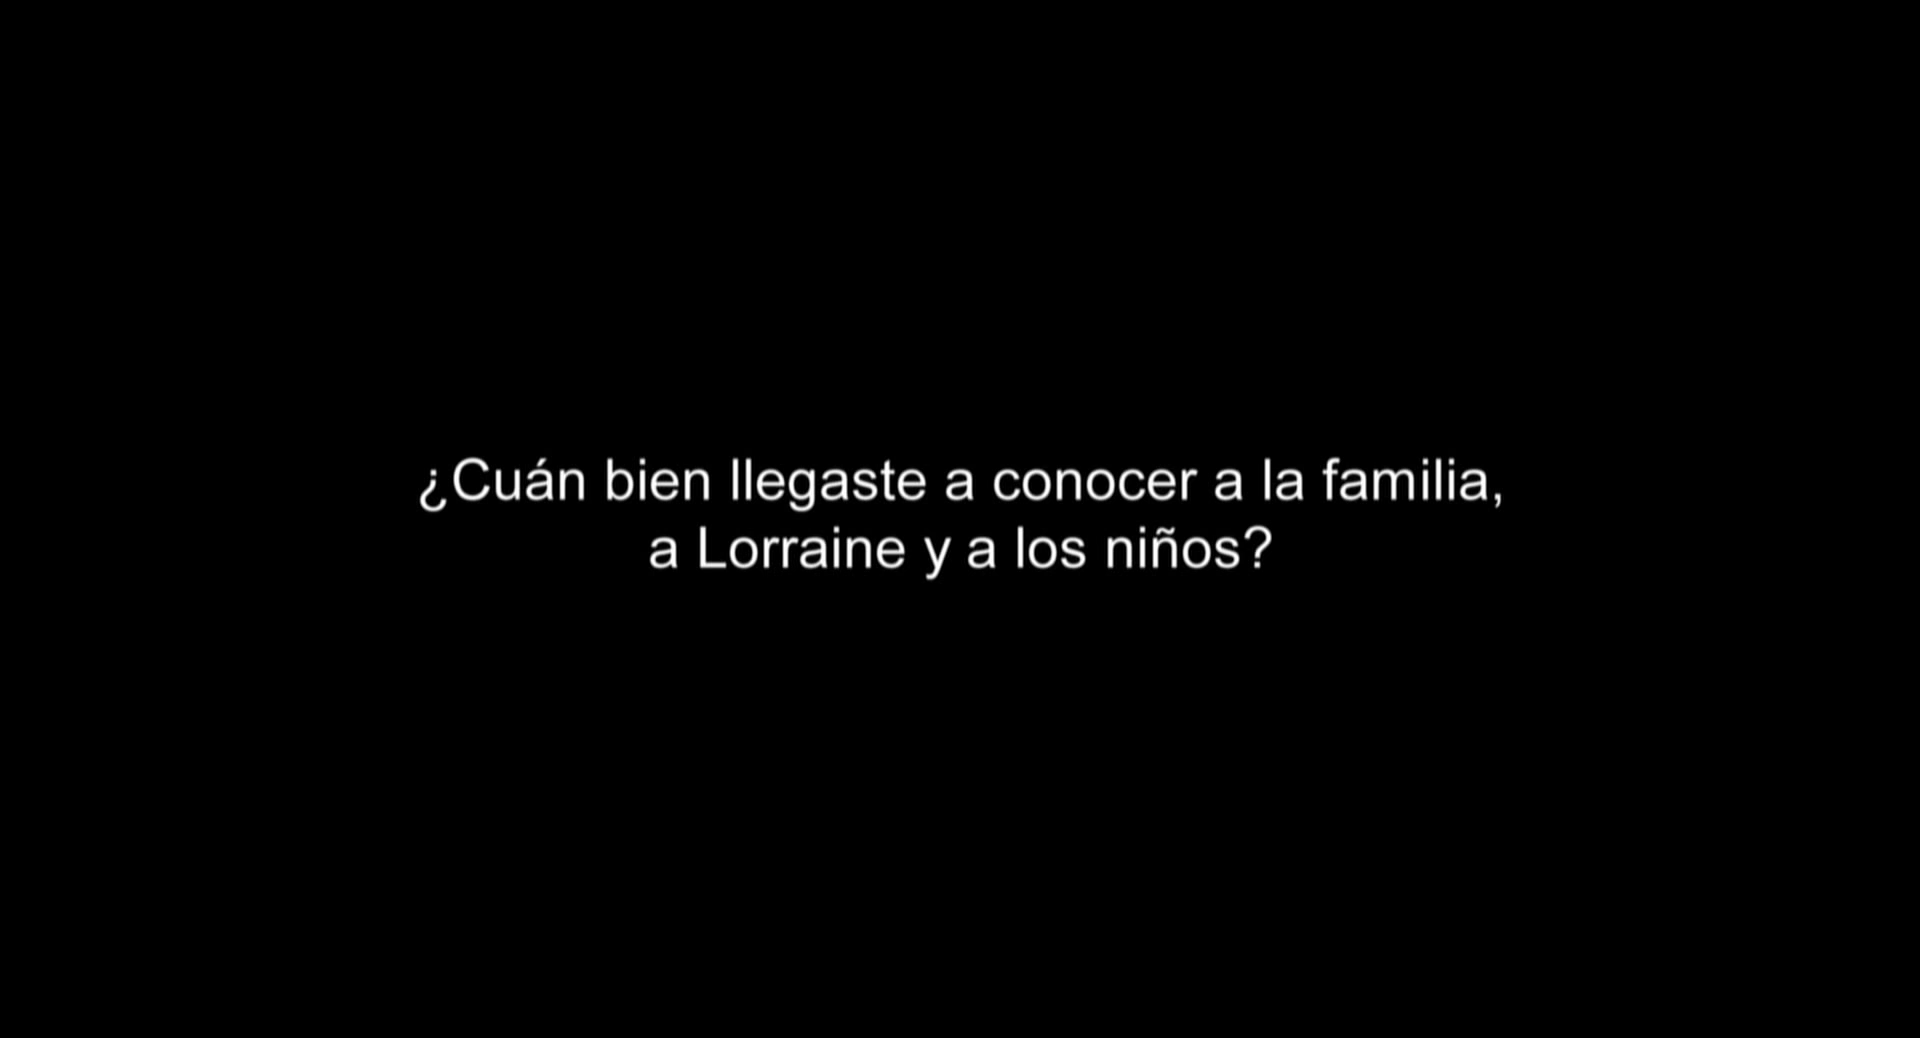 ¿Cuán bien llegaste a conocer a la familia,
a Lorraine y a los niños?